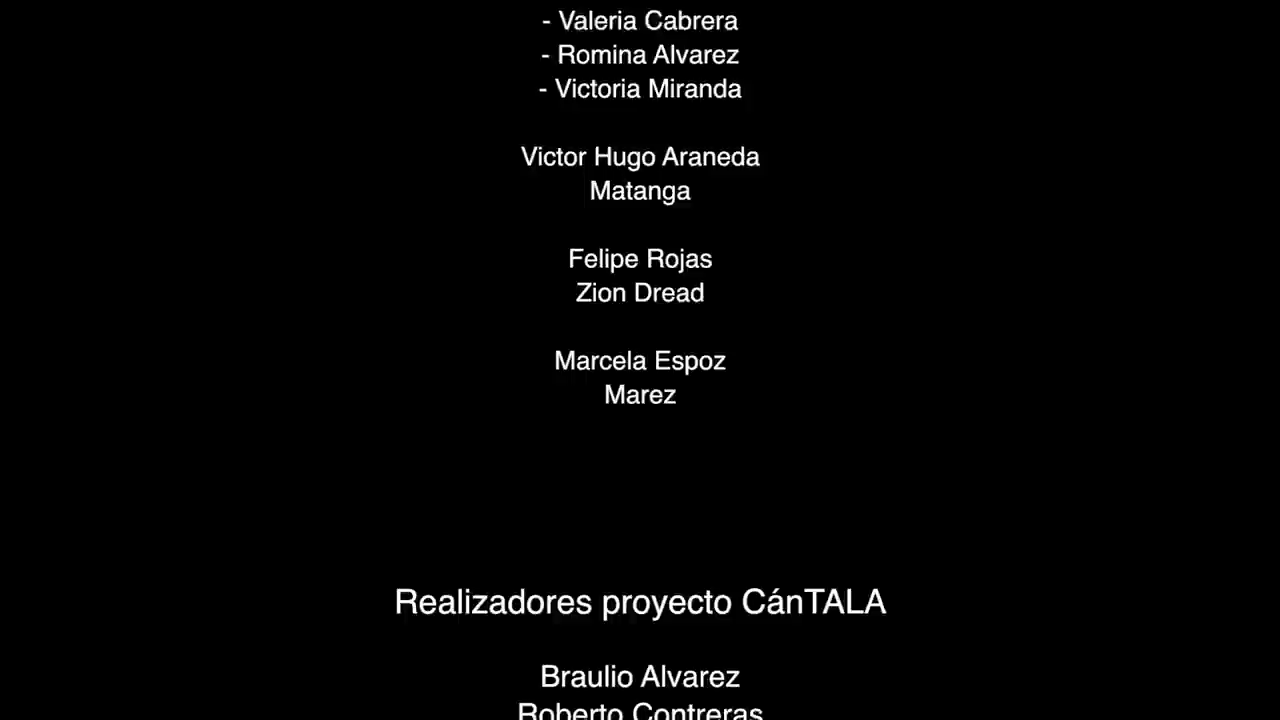 - Valeria Cabrera
- Romina Alvarez
- Victoria Miranda
Victor Hugo Araneda
Matanga
Felipe Rojas
Zion Dread
Marcela Espoz
Marez
Realizadores proyecto CánTALA
Braulio Alvarez
Roberto Contreras